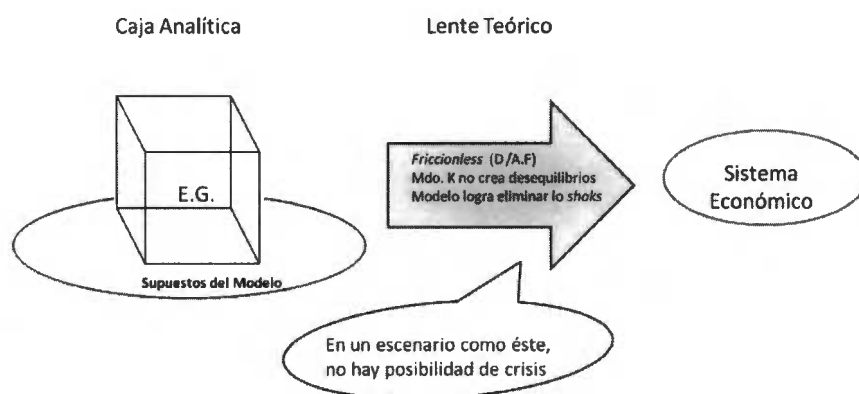 Caja Analítica
Lente Teórico
E.G.
Supuestos del Modelo
Friccionless (D/A.F)
Mdo. K no crea desequilibrios
Modelo logra eliminar lo shoks
Sistema
Económico
En un escenario como éste,
no hay posibilidad de crisis